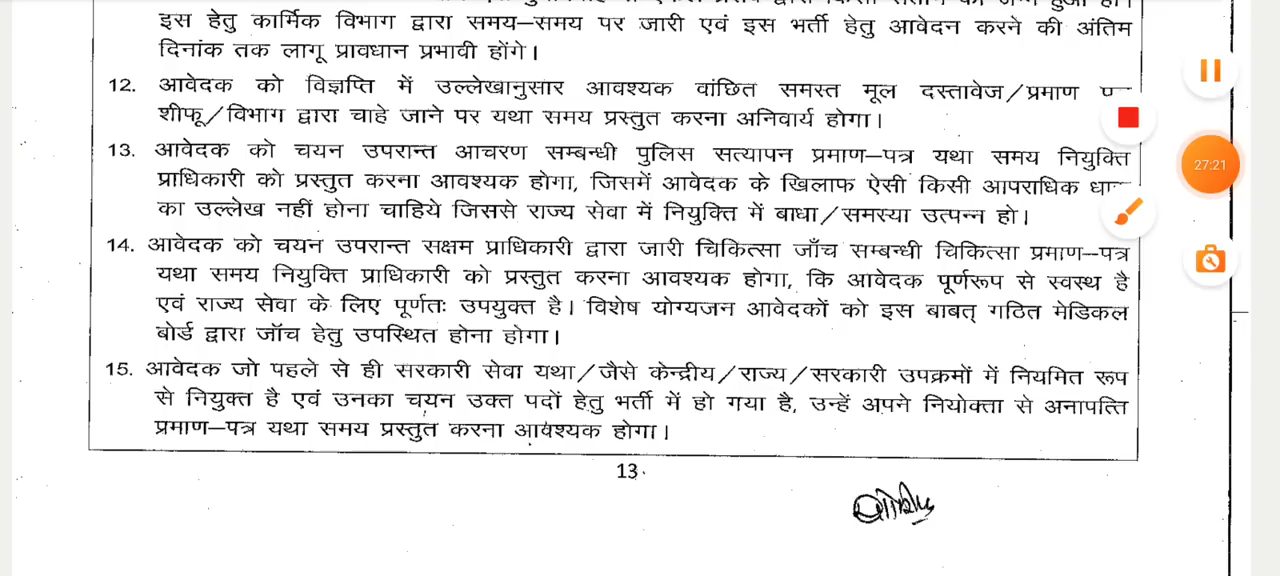 इस हेतु कार्मिक विभाग द्वारा समय–समय पर जारी एवं इस भर्ती हेतु आवेदन करने की अंतिम
दिनांक तक लागू प्रावधान प्रभावी होंगे।
12. आवेदक को विज्ञप्ति में उल्लेखानुसार आवश्यक वांछित समस्त मूल दस्तावेज/प्रमाण
शीफू/विभाग द्वारा चाहे जाने पर यथा समय प्रस्तुत करना अनिवार्य होगा।
13. आवेदक को चयन उपरान्त आचरण सम्बन्धी पुलिस सत्यापन प्रमाण–पत्र यथा समय नियुक्ति
प्राधिकारी को प्रस्तुत करना आवश्यक होगा, जिसमें आवेदक के खिलाफ ऐसी किसी आपराधिक
का उल्लेख नहीं होना चाहिये जिससे राज्य सेवा में नियुक्ति में बाधा/समस्या उत्पन्न हो।
14. आवेदक को चयन उपरान्त सक्षम प्राधिकारी द्वारा जारी चिकित्सा जाँच सम्बन्धी चिकित्सा प्रमाण–पत्र
यथा समय नियुक्ति प्राधिकारी को प्रस्तुत करना आवश्यक होगा, कि आवेदक पूर्णरूप से स्वस्थ है
एवं राज्य सेवा के लिए पूर्णतः उपयुक्त है। विशेष योग्यजन आवेदकों को इस बाबत् गठित मेडिकल
बोर्ड द्वारा जॉच हेतु उपस्थित होना होगा।
15. आवेदक जो पहले से ही सरकारी सेवा यथा/जैसे केन्द्रीय/राज्य/सरकारी उपक्रमों में नियमित रूप
से नियुक्त है एवं उनका चयन उक्त पदों हेतु भर्ती में हो गया है, उन्हें अपने नियोक्ता से अनापत्ति
प्रमाण–पत्र यथा समय प्रस्तुत करना आवश्यक होगा।
13
27:21